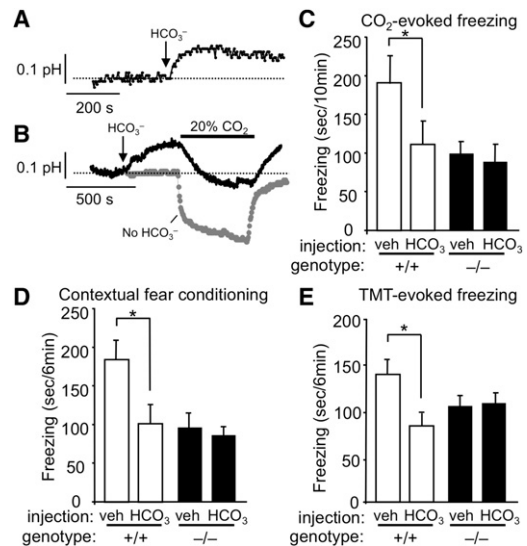 A
HCO₃⁻
0.1 pH
200 s
B
HCO₃⁻
20% CO₂
0.1 pH
500 s
No HCO₃⁻
C
CO₂-evoked freezing
Freezing (sec/10min)
250
200
150
100
50
0
*
injection: veh HCO₃ veh HCO₃
genotype: +/+ –/–
D
Contextual fear conditioning
Freezing (sec/6min)
250
200
150
100
50
0
*
injection: veh HCO₃ veh HCO₃
genotype: +/+ –/–
E
TMT-evoked freezing
Freezing (sec/6min)
200
150
100
50
0
*
injection: veh HCO₃ veh HCO₃
genotype: +/+ –/–